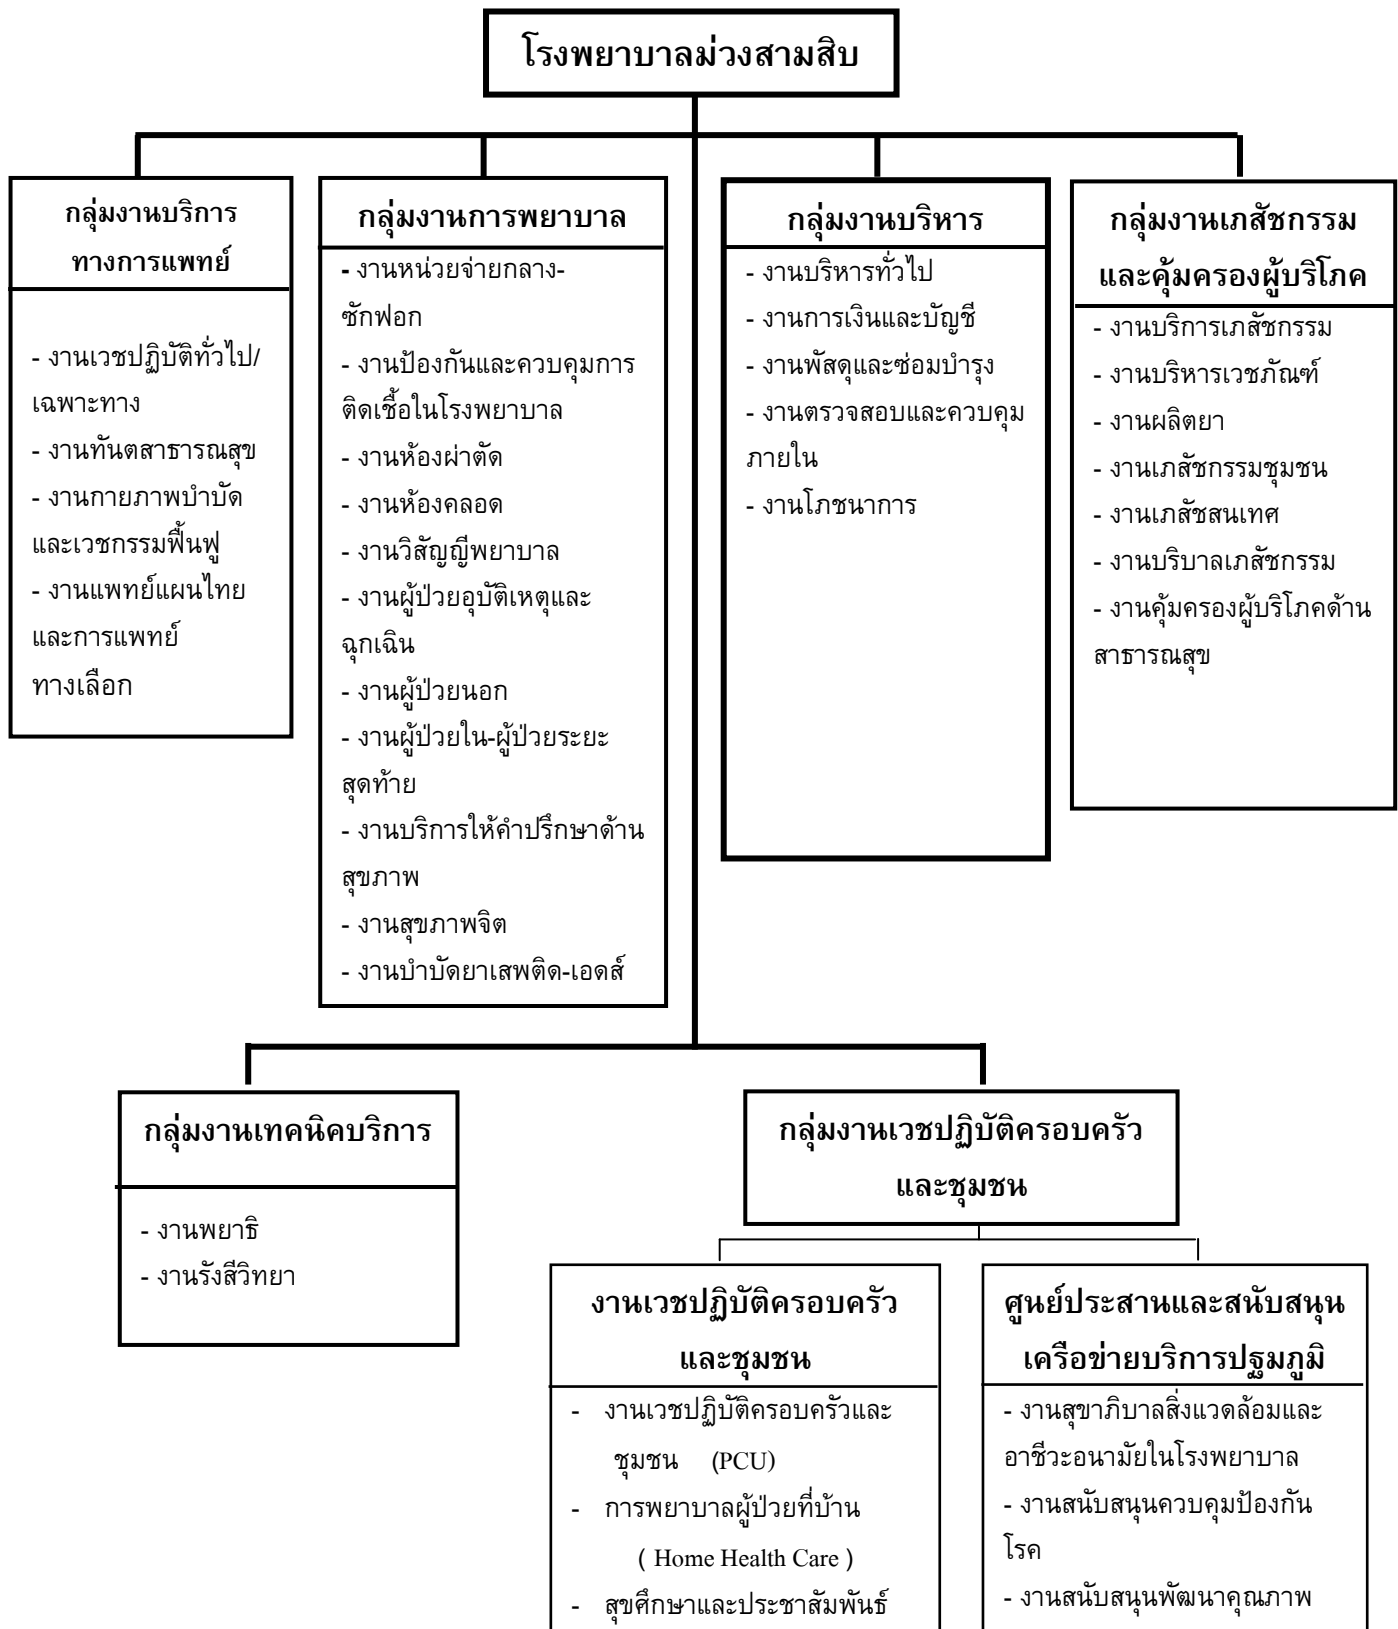 โรงพยาบาลม่วงสามสิบ
กลุ่มงานบริการ
ทางการแพทย์
- งานเวชปฏิบัติทั่วไป/
เฉพาะทาง
- งานทันตสาธารณสุข
- งานกายภาพบำบัด
และเวชกรรมฟื้นฟู
- งานแพทย์แผนไทย
และการแพทย์
ทางเลือก
กลุ่มงานการพยาบาล
- งานหน่วยจ่ายกลาง-
ซักฟอก
- งานป้องกันและควบคุมการ
ติดเชื้อในโรงพยาบาล
- งานห้องผ่าตัด
- งานห้องคลอด
- งานวิสัญญีพยาบาล
- งานผู้ป่วยอุบัติเหตุและ
ฉุกเฉิน
- งานผู้ป่วยนอก
- งานผู้ป่วยใน-ผู้ป่วยระยะ
สุดท้าย
- งานบริการให้คำปรึกษาด้าน
สุขภาพ
- งานสุขภาพจิต
- งานบำบัดยาเสพติด-เอดส์
กลุ่มงานบริหาร
- งานบริหารทั่วไป
- งานการเงินและบัญชี
- งานพัสดุและซ่อมบำรุง
- งานตรวจสอบและควบคุม
ภายใน
- งานโภชนาการ
กลุ่มงานเภสัชกรรม
และคุ้มครองผู้บริโภค
- งานบริการเภสัชกรรม
- งานบริหารเวชภัณฑ์
- งานผลิตยา
- งานเภสัชกรรมชุมชน
- งานเภสัชสนเทศ
- งานบริบาลเภสัชกรรม
- งานคุ้มครองผู้บริโภคด้าน
สาธารณสุข
กลุ่มงานเทคนิคบริการ
- งานพยาธิ
- งานรังสีวิทยา
กลุ่มงานเวชปฏิบัติครอบครัว
และชุมชน
งานเวชปฏิบัติครอบครัว
และชุมชน
- งานเวชปฏิบัติครอบครัวและ
ชุมชน (PCU)
- การพยาบาลผู้ป่วยที่บ้าน
( Home Health Care )
- สุขศึกษาและประชาสัมพันธ์
ศูนย์ประสานและสนับสนุน
เครือข่ายบริการปฐมภูมิ
- งานสุขาภิบาลสิ่งแวดล้อมและ
อาชีวะอนามัยในโรงพยาบาล
- งานสนับสนุนควบคุมป้องกัน
โรค
- งานสนับสนุนพัฒนาคุณภาพ